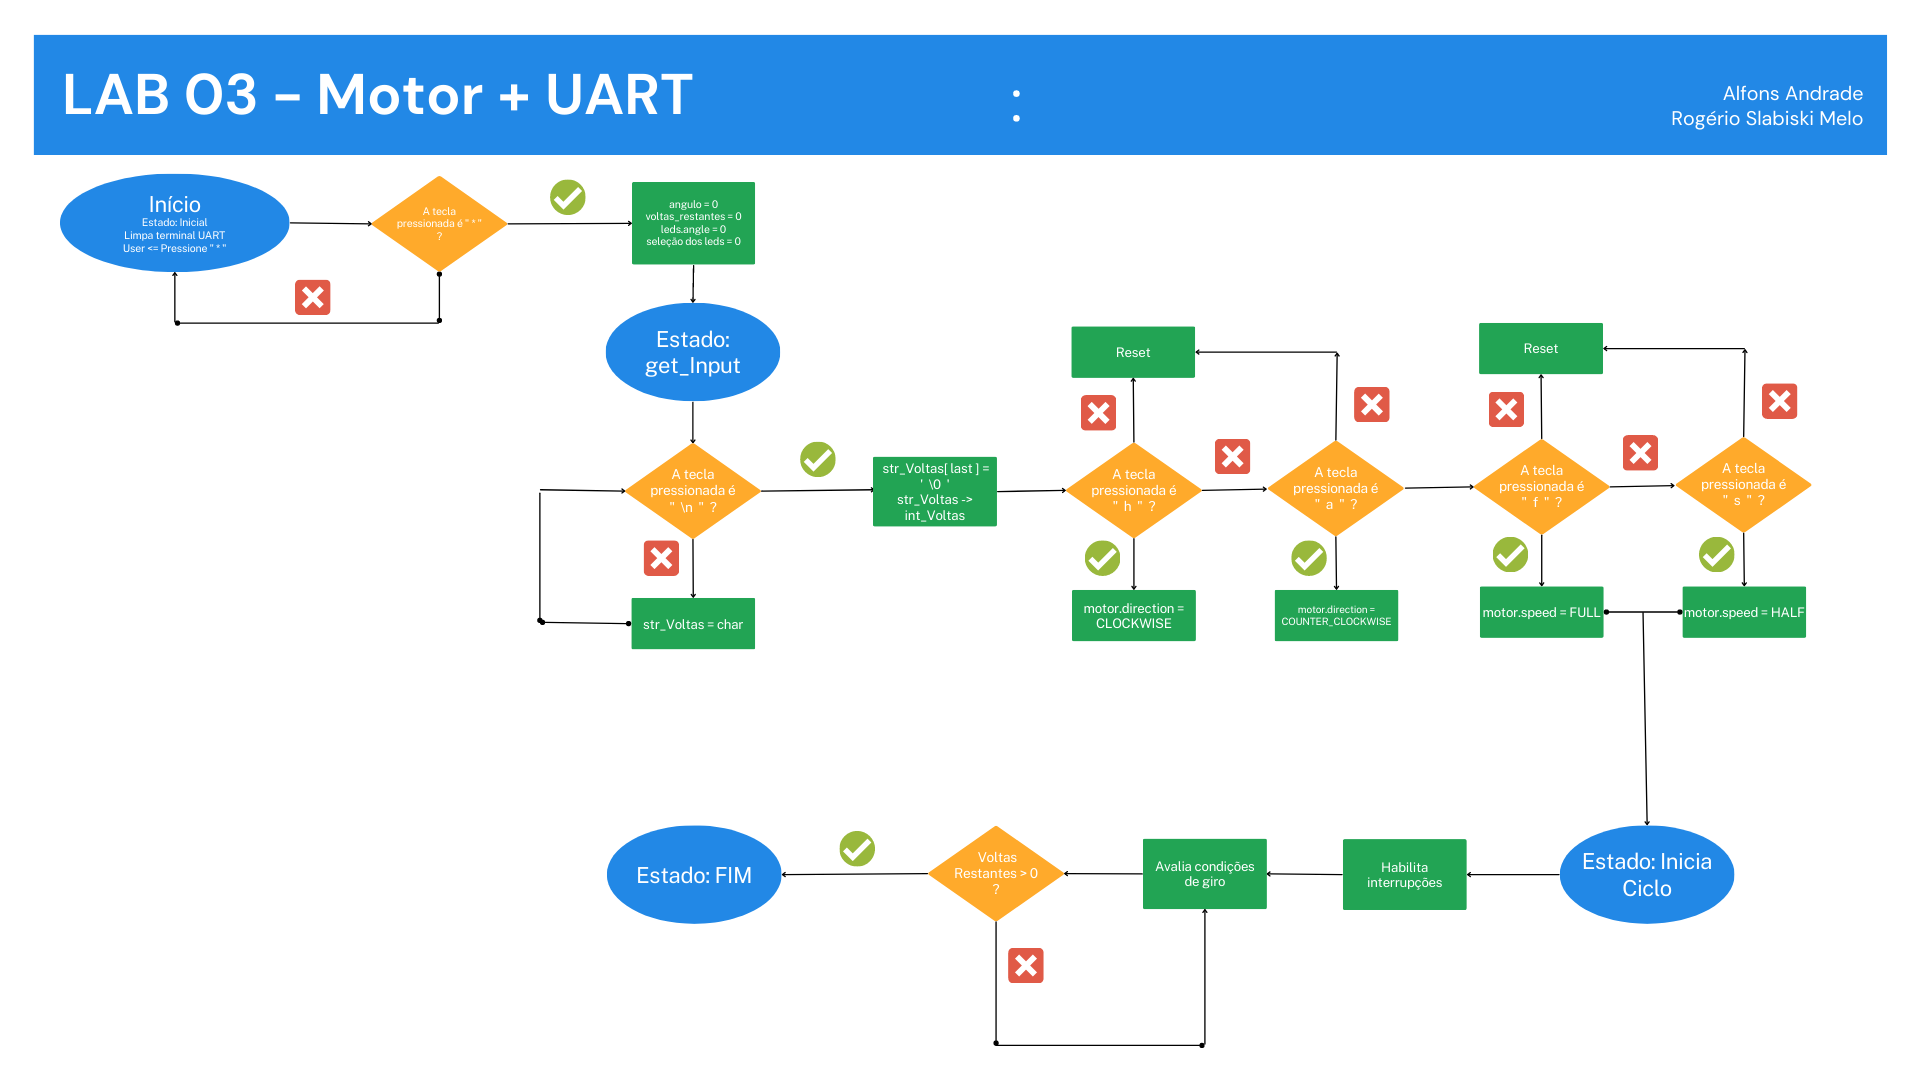 LAB 03 - Motor + UART
:
Alfons Andrade
Rogério Slabiski Melo
Início
Estado: Inicial
Limpa terminal UART
User <= Pressione " * "
A tecla
pressionada é " * "
?
angulo = 0
voltas_restantes = 0
leds.angle = 0
seleção dos leds = 0
Estado:
get_Input
A tecla
pressionada é
" \n " ?
str_Voltas = char
str_Voltas[ last ] =
' \0 '
str_Voltas ->
int_Voltas
Reset
A tecla
pressionada é
" h " ?
motor.direction =
CLOCKWISE
A tecla
pressionada é
" a " ?
motor.direction =
COUNTER_CLOCKWISE
Reset
A tecla
pressionada é
" f " ?
motor.speed = FULL
A tecla
pressionada é
" s " ?
motor.speed = HALF
Estado: Inicia
Ciclo
Habilita
interrupções
Avalia condições
de giro
Voltas
Restantes > 0
?
Estado: FIM